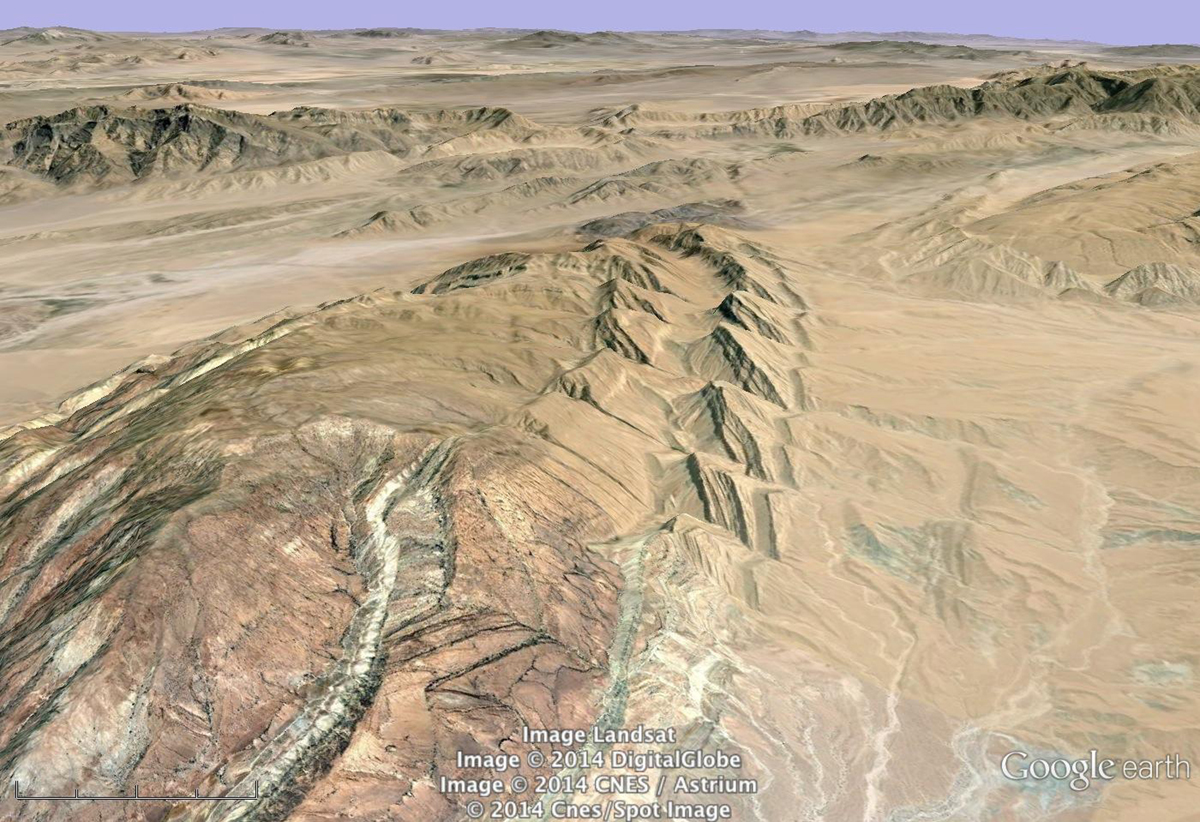 Image Landsat
Image © 2014 DigitalGlobe
Image © 2014 CNES / Astrium
© 2014 Cnes/Spot Image
Google earth